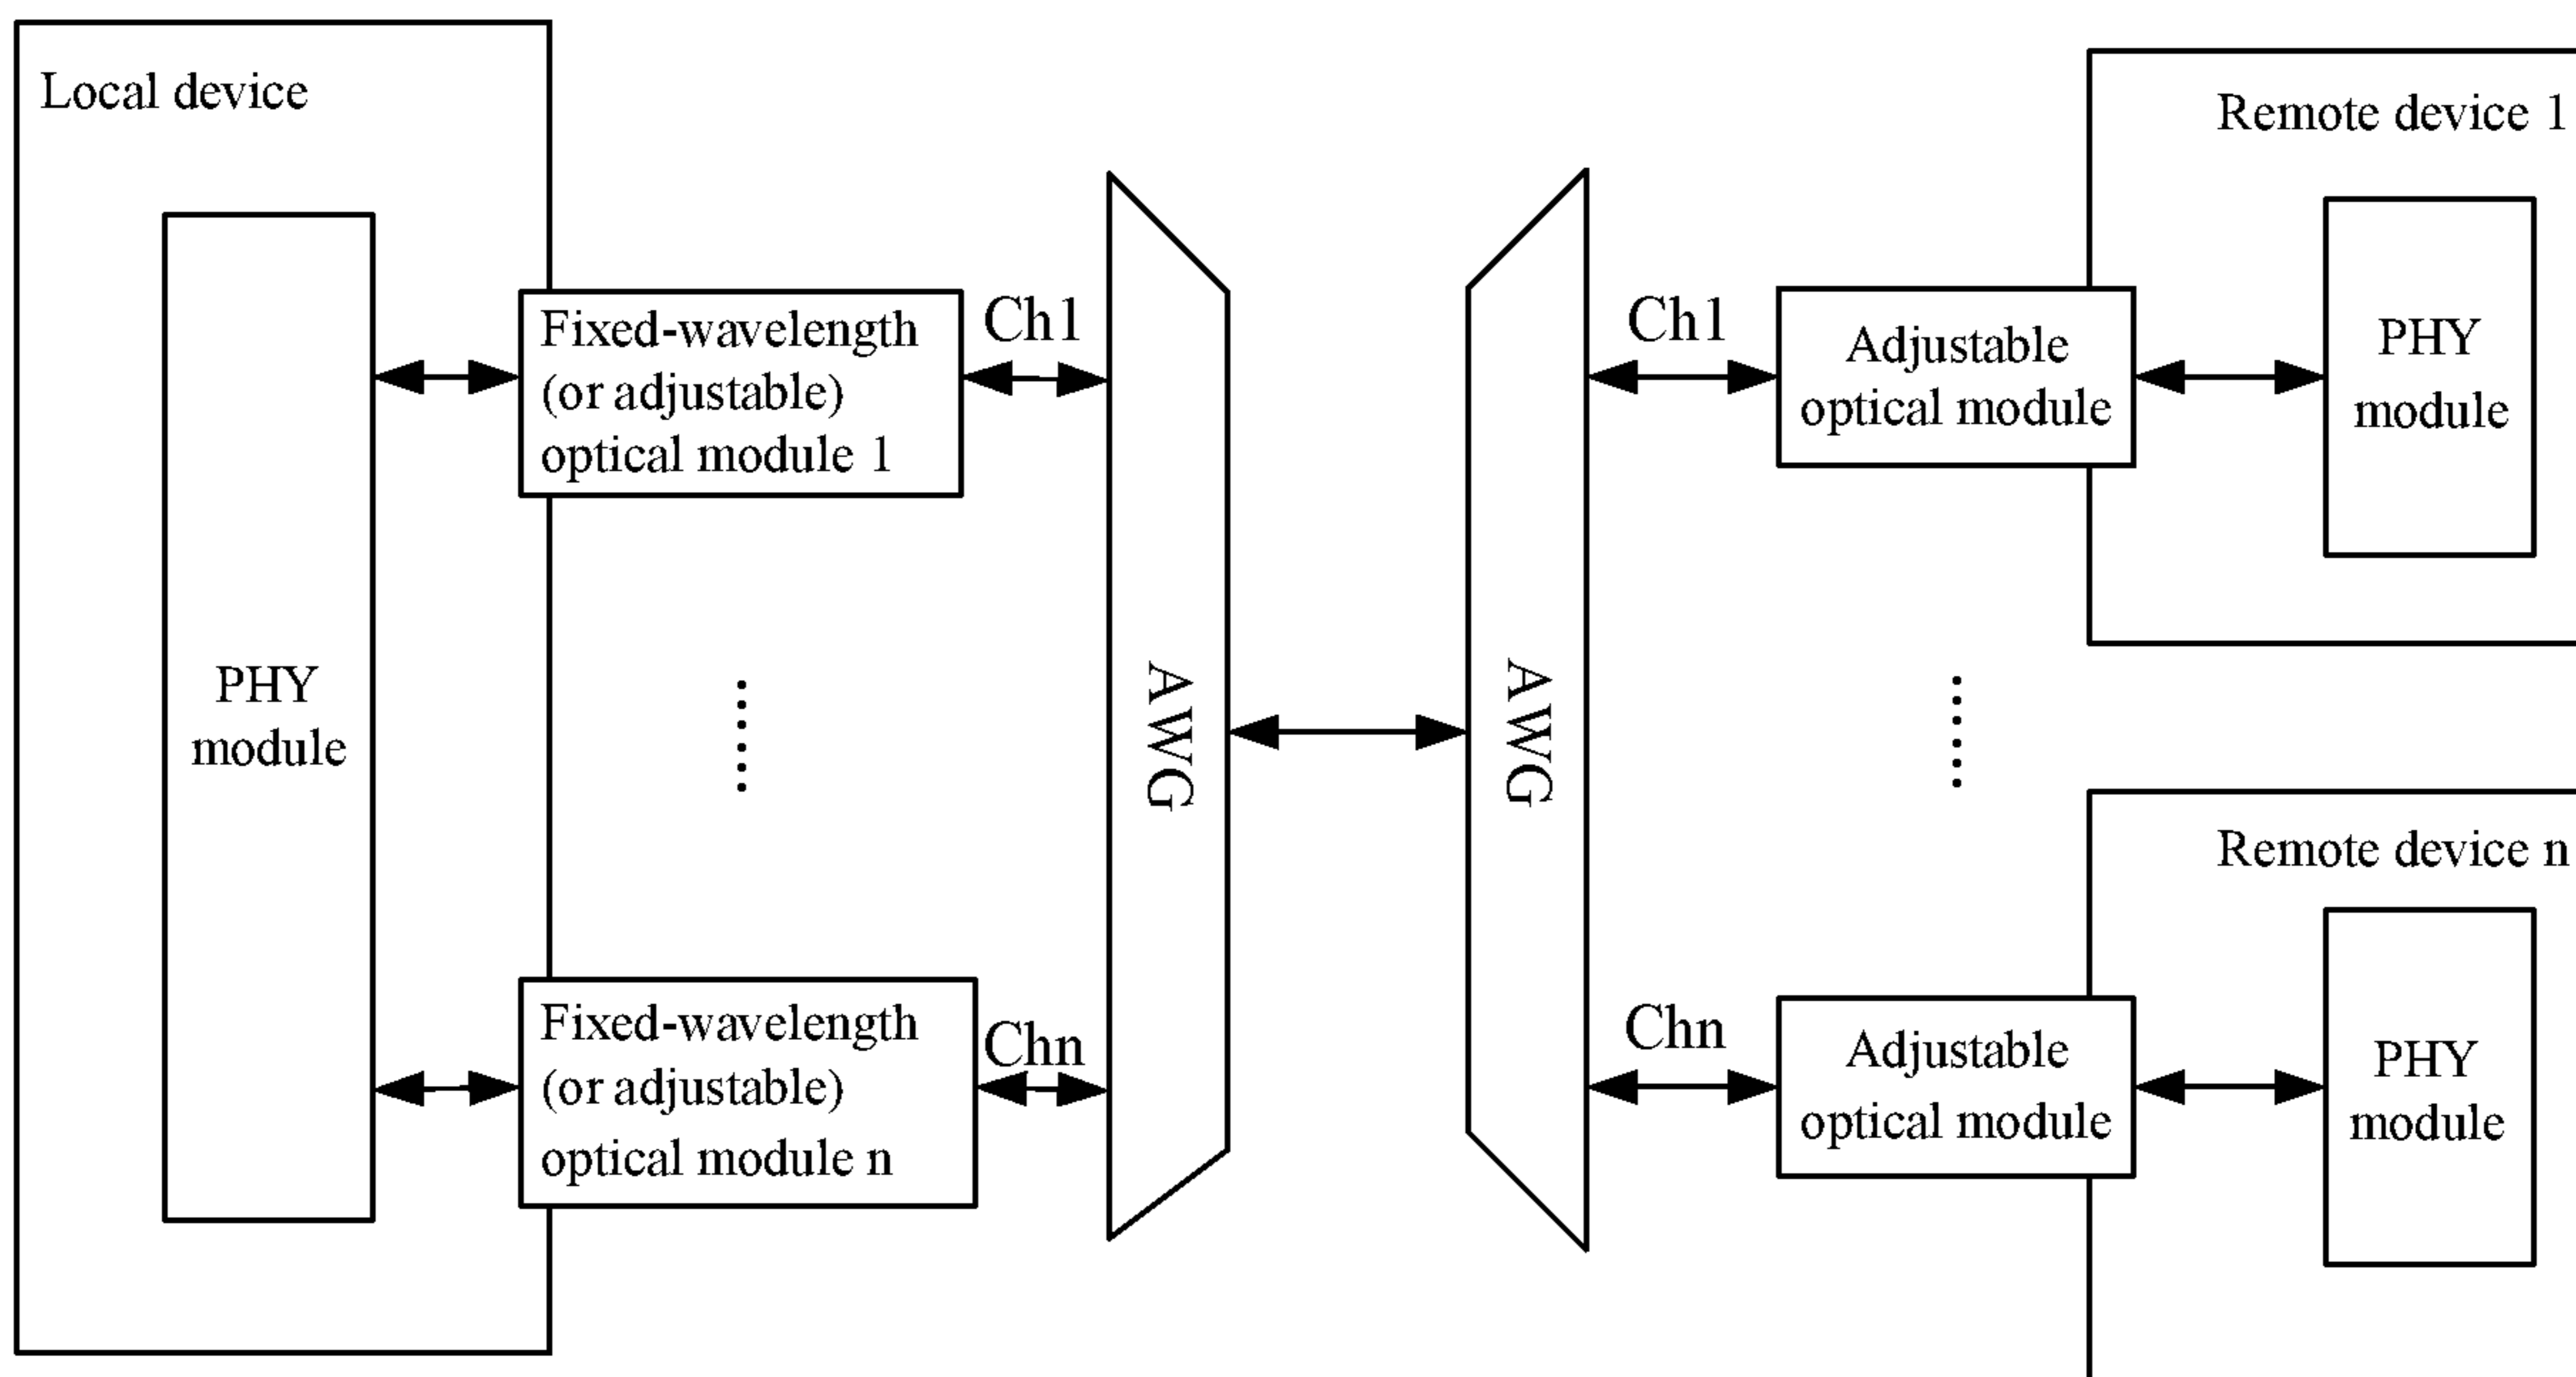 Local device
PHY
module
Fixed-wavelength
(or adjustable)
optical module 1
Ch1
Fixed-wavelength
(or adjustable)
optical module n
Chn
AWG
AWG
Ch1
Adjustable
optical module
Remote device 1
PHY
module
Chn
Adjustable
optical module
Remote device n
PHY
module